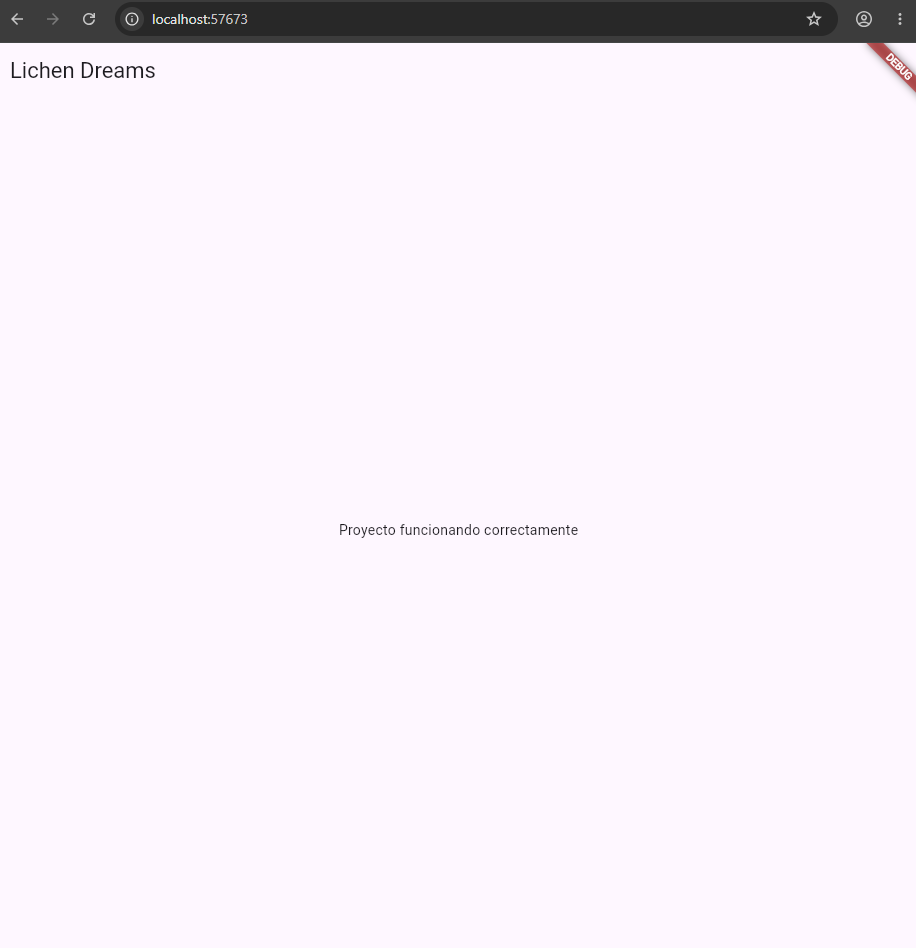 localhost:57673
Lichen Dreams
DEBUG
Proyecto funcionando correctamente